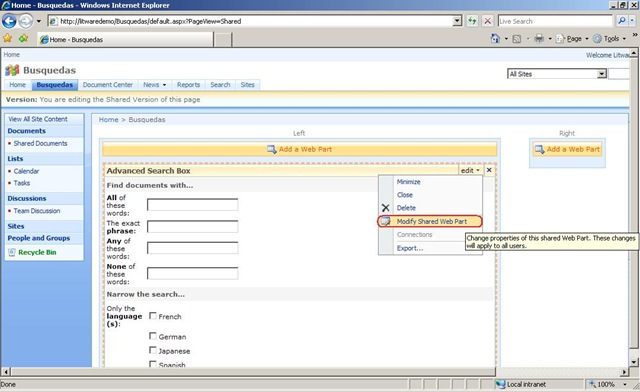 Home - Busquedas - Windows Internet Explorer
http://litwaredemo/Busquedas/default.aspx?PageView=Shared
Live Search
Home - Busquedas
Page
Tools
Home
Welcome Litwa
Busquedas
All Sites
Home Busquedas Document Center News Reports Search Sites
Version: You are editing the Shared Version of this page
View All Site Content
Documents
Shared Documents
Lists
Calendar
Tasks
Discussions
Team Discussion
Sites
People and Groups
Recycle Bin
Home > Busquedas
Left
Add a Web Part
Right
Add a Web Part
Advanced Search Box
edit
Find documents with...
All of these words:
The exact phrase:
Any of these words:
None of these words:
Minimize
Close
Delete
Modify Shared Web Part
Connections
Export...
Change properties of this shared Web Part. These changes
will apply to all users.
Narrow the search...
Only the language (s):
French
German
Japanese
Spanish
Done
Local intranet
100%